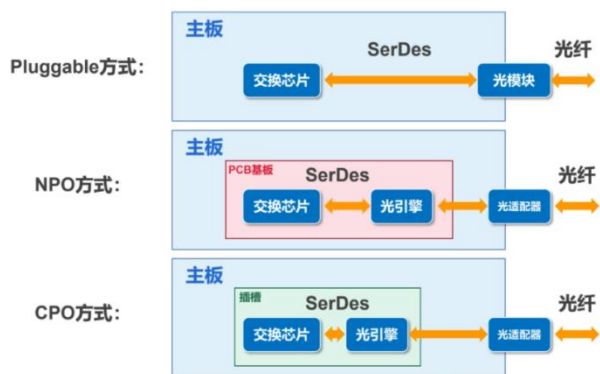 主板
SerDes
光纤
Pluggable方式：
交换芯片
光模块
主板
PCB基板
SerDes
光纤
NPO方式：
交换芯片
光引擎
光适配器
主板
插槽
SerDes
光纤
CPO方式：
交换芯片
光引擎
光适配器